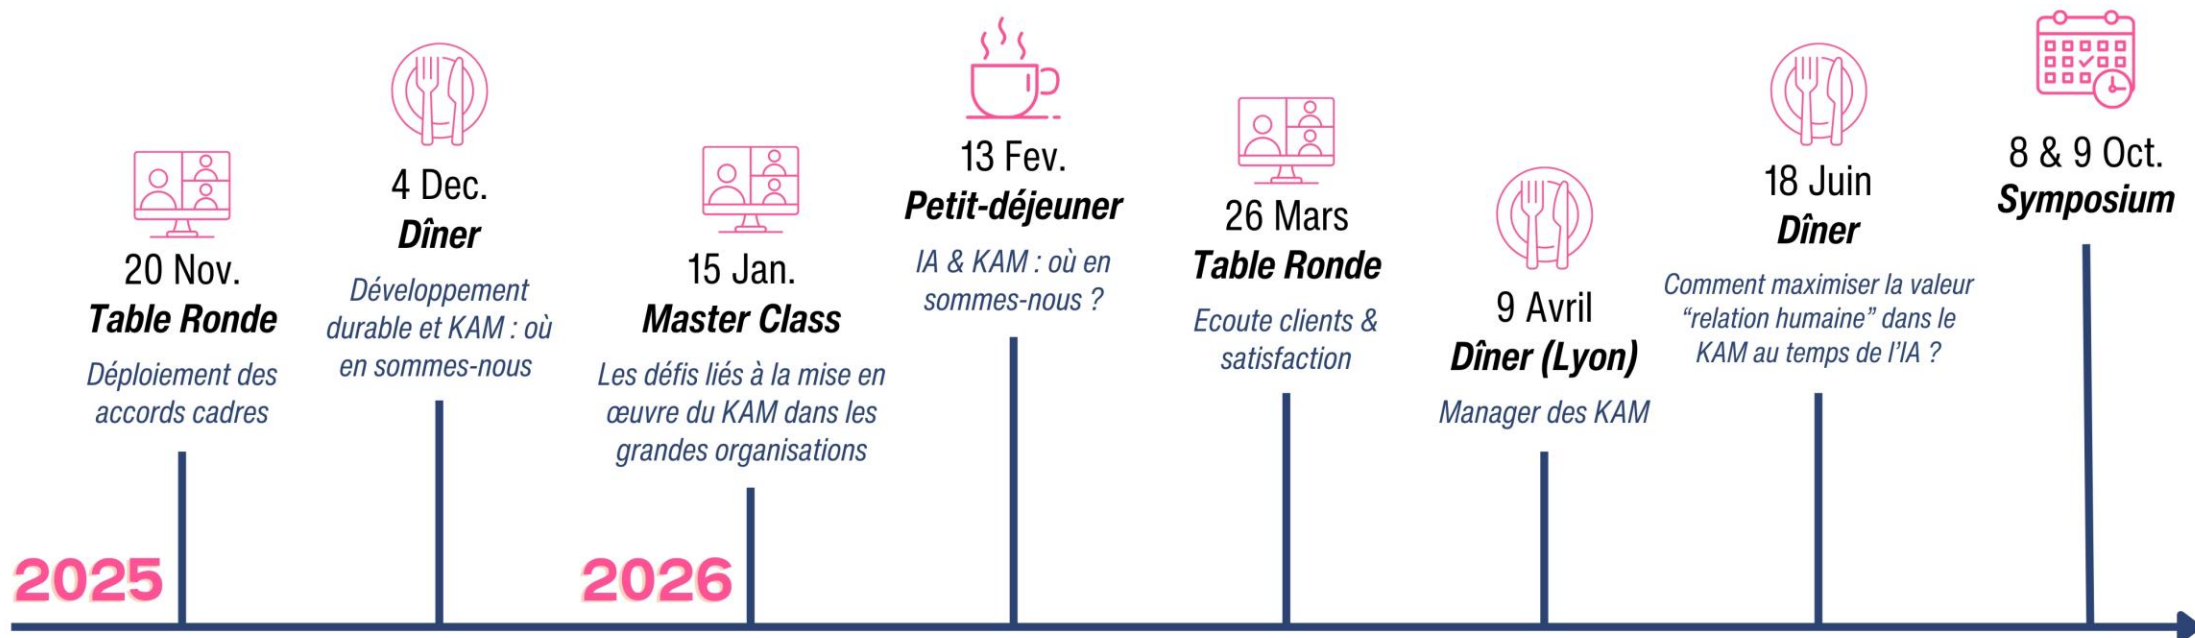 20 Nov.
Table Ronde
Déploiement des
accords cadres
4 Dec.
Dîner
Développement
durable et KAM : où
en sommes-nous
15 Jan.
Master Class
Les défis liés à la mise en
œuvre du KAM dans les
grandes organisations
13 Fev.
Petit-déjeuner
IA & KAM : où en
sommes-nous ?
26 Mars
Table Ronde
Ecoute clients &
satisfaction
9 Avril
Dîner (Lyon)
Manager des KAM
18 Juin
Dîner
Comment maximiser la valeur
“relation humaine” dans le
KAM au temps de l’IA ?
8 & 9 Oct.
Symposium
2025
2026